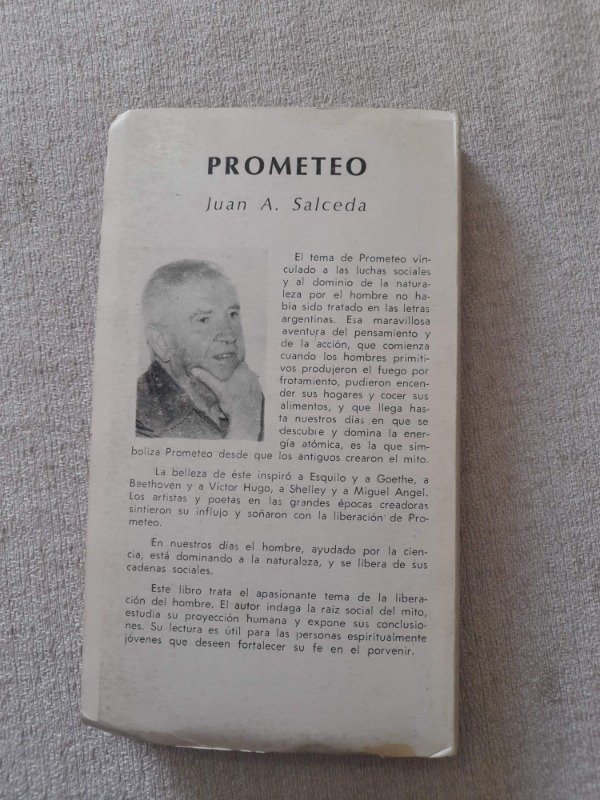 PROMETEO
Juan A. Salceda
El tema de Prometeo vin-
culado a las luchas sociales
y al dominio de la natura-
leza por el hombre no ha-
bía sido tratado en las letras
argentinas. Esa maravillosa
aventura del pensamiento y
de la acción, que comienza
cuando los hombres primiti-
vos produjeron el fuego por
frotamiento, pudieron encen-
der sus hogares y cocer sus
alimentos, y que llega has-
ta nuestros días en que se
descubre y domina la ener-
gía atómica, es la que sim-
boliza Prometeo desde que los antiguos crearon el mito.
La belleza de éste inspiró a Esquilo y a Goethe, a
Beethoven y a Victor Hugo, a Shelley y a Miguel Angel.
Los artistas y poetas en las grandes épocas creadoras
sintieron su influjo y soñaron con la liberación de Pro-
meteo.
En nuestros días el hombre, ayudado por la cien-
cia, está dominando a la naturaleza, y se libera de sus
cadenas sociales.
Este libro trata el apasionante tema de la libera-
ción del hombre. El autor indaga la raíz social del mito,
estudia su proyección humana y expone sus conclusio-
nes. Su lectura es útil para las personas espiritualmente
jóvenes que deseen fortalecer su fe en el porvenir.